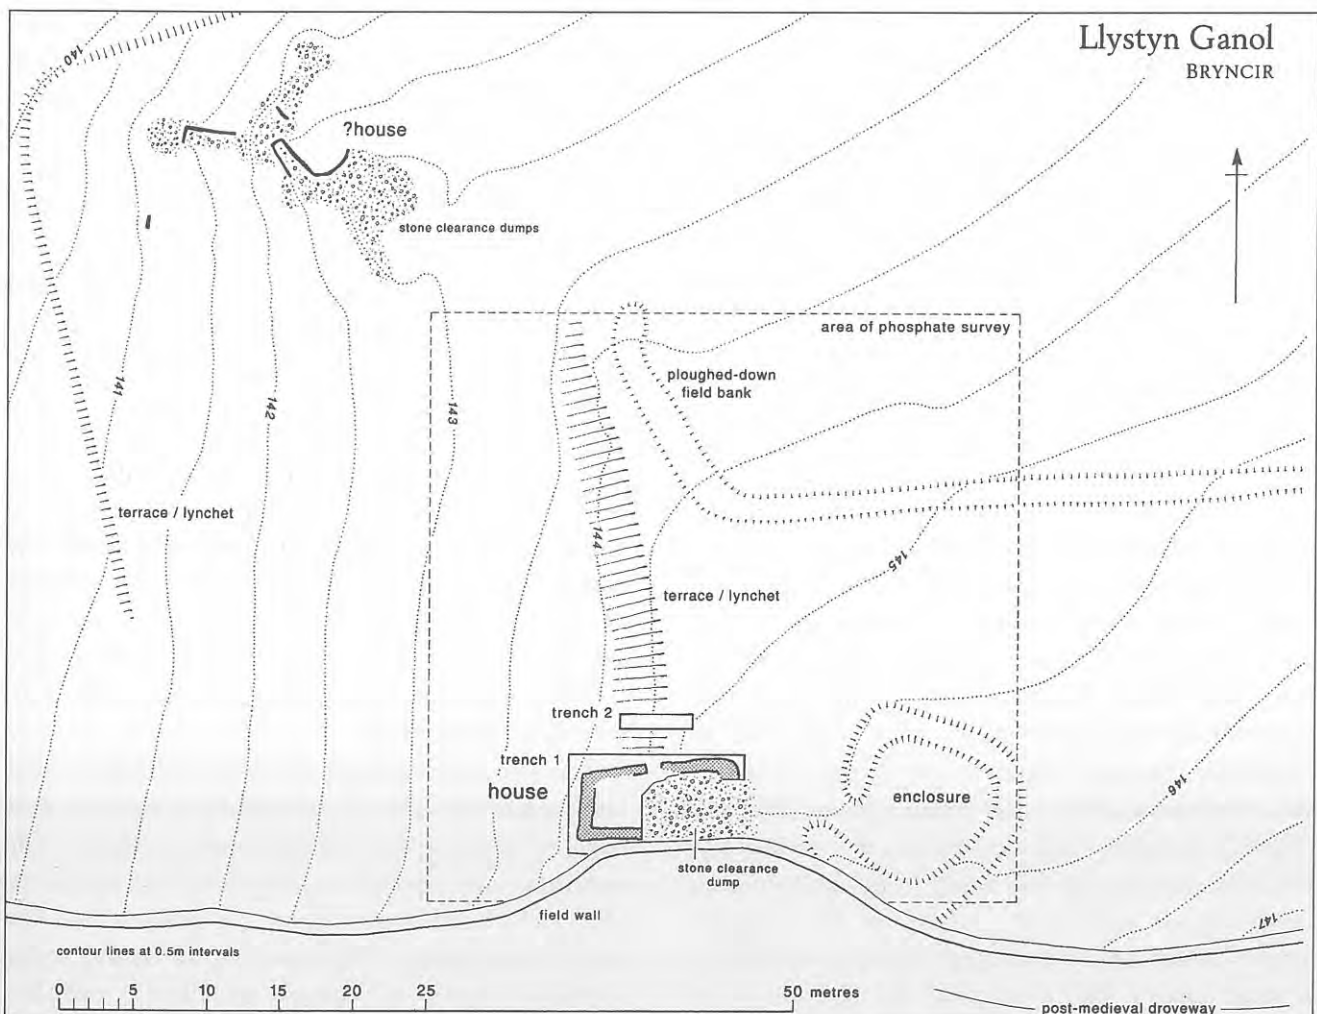 Llystyn Ganol
BRYNCIR
140
?house
stone clearance dumps
area of phosphate survey
ploughed-down
field bank
141
142
143
terrace / lynchet
144
145
terrace / lynchet
trench 2
trench 1
house
enclosure
146
stone clearance
dump
field wall
147
contour lines at 0.5m intervals
0 5 10 15 20 25 50 metres
post-medieval droveway